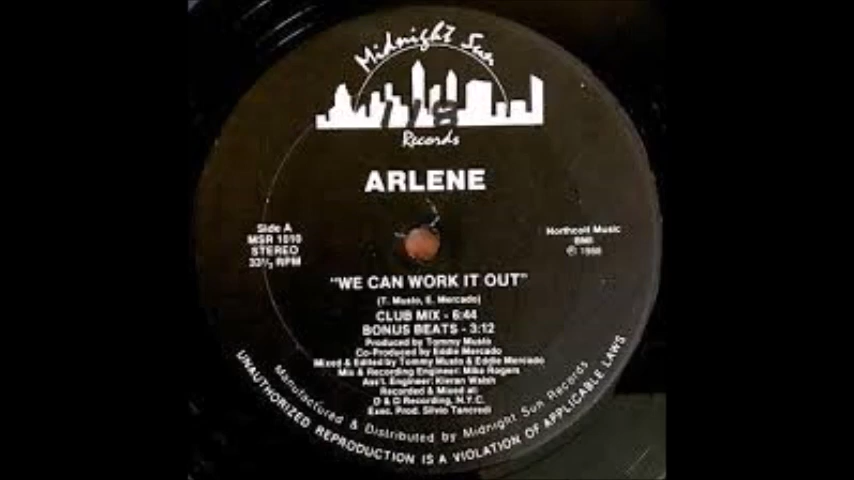 Midnight Sun
118
Records
ARLENE
Side A
MSR 1010
STEREO
33⅓ RPM
Northcott Music
BMI
℗ 1988
"WE CAN WORK IT OUT"
(T. Musto, E. Mercado)
CLUB MIX - 6:44
BONUS BEATS - 3:12
Produced by Tommy Musto
Co-Produced by Eddie Mercado
Mixed & Edited by Tommy Musto & Eddie Mercado
Mix & Recording Engineer: Mike Rogers
Ass't. Engineer: Kieran Walsh
Recorded & Mixed at:
D & D Recording, N.Y.C.
Exec. Prod. Silvio Tancredi
Manufactured & Distributed by Midnight Sun Records
UNAUTHORIZED REPRODUCTION IS A VIOLATION OF APPLICABLE LAWS